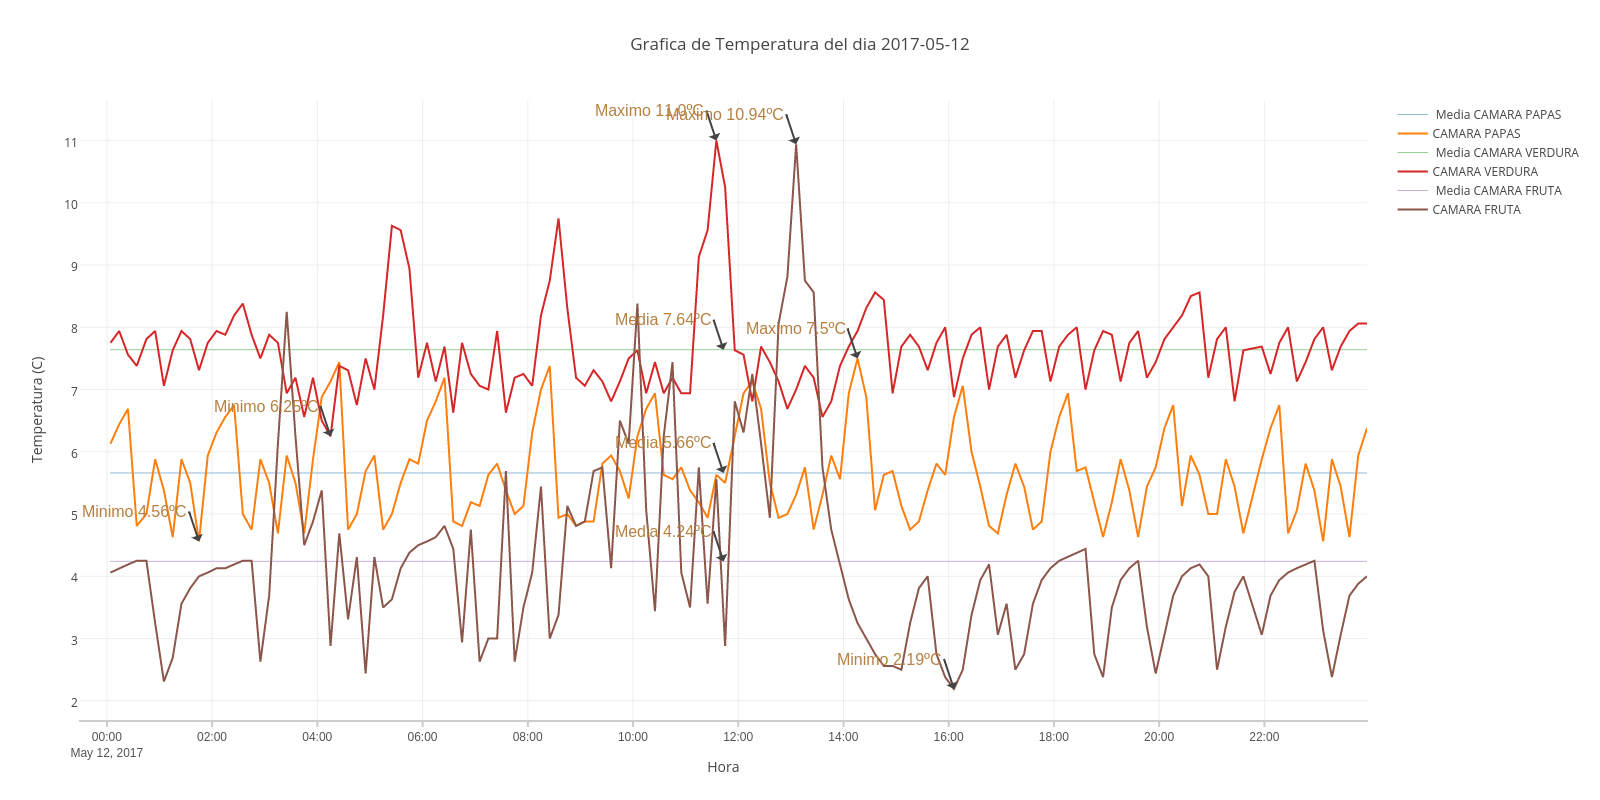 Grafica de Temperatura del dia 2017-05-12
Maximo 11.0ºC
Maximo 10.94ºC
Media 7.64ºC
Maximo 7.5ºC
Minimo 6.25ºC
Media 5.66ºC
Minimo 4.56ºC
Media 4.24ºC
Minimo 2.19ºC
Media CAMARA PAPAS
CAMARA PAPAS
Media CAMARA VERDURA
CAMARA VERDURA
Media CAMARA FRUTA
CAMARA FRUTA
Temperatura (C)
11
10
9
8
7
6
5
4
3
2
00:00 02:00 04:00 06:00 08:00 10:00 12:00 14:00 16:00 18:00 20:00 22:00
May 12, 2017
Hora